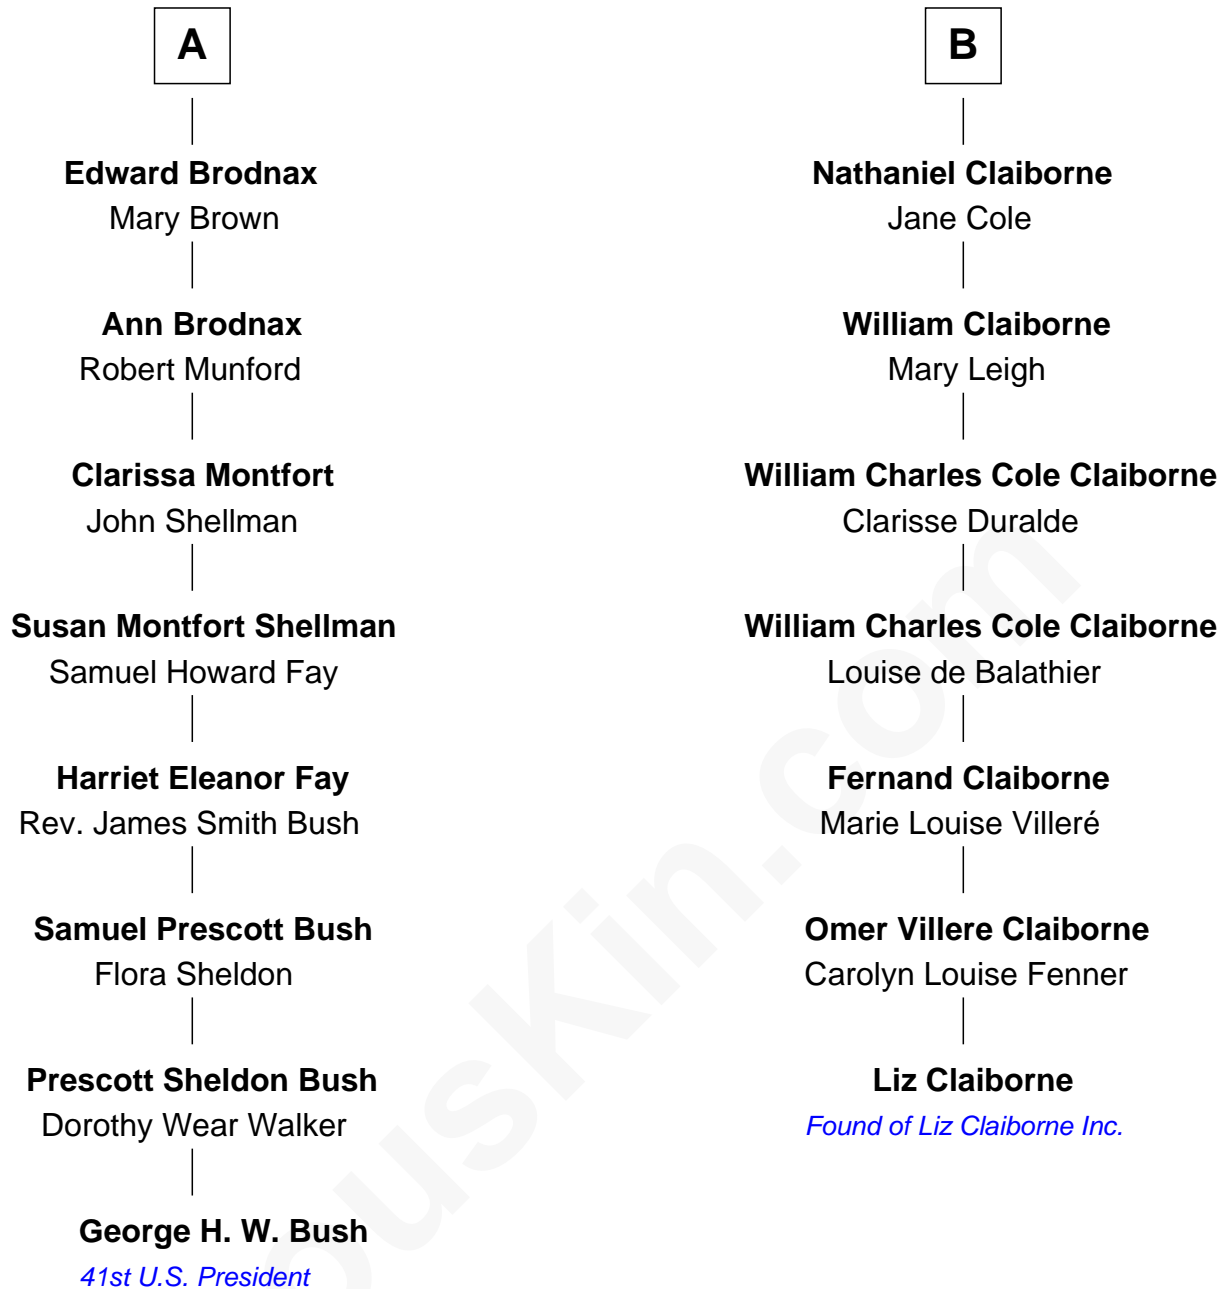 A
Edward Brodnax
Mary Brown
Ann Brodnax
Robert Munford
Clarissa Montfort
John Shellman
Susan Montfort Shellman
Samuel Howard Fay
Harriet Eleanor Fay
Rev. James Smith Bush
Samuel Prescott Bush
Flora Sheldon
Prescott Sheldon Bush
Dorothy Wear Walker
George H. W. Bush
41st U.S. President
B
Nathaniel Claiborne
Jane Cole
William Claiborne
Mary Leigh
William Charles Cole Claiborne
Clarisse Duralde
William Charles Cole Claiborne
Louise de Balathier
Fernand Claiborne
Marie Louise Villeré
Omer Villere Claiborne
Carolyn Louise Fenner
Liz Claiborne
Found of Liz Claiborne Inc.
ousKin.com